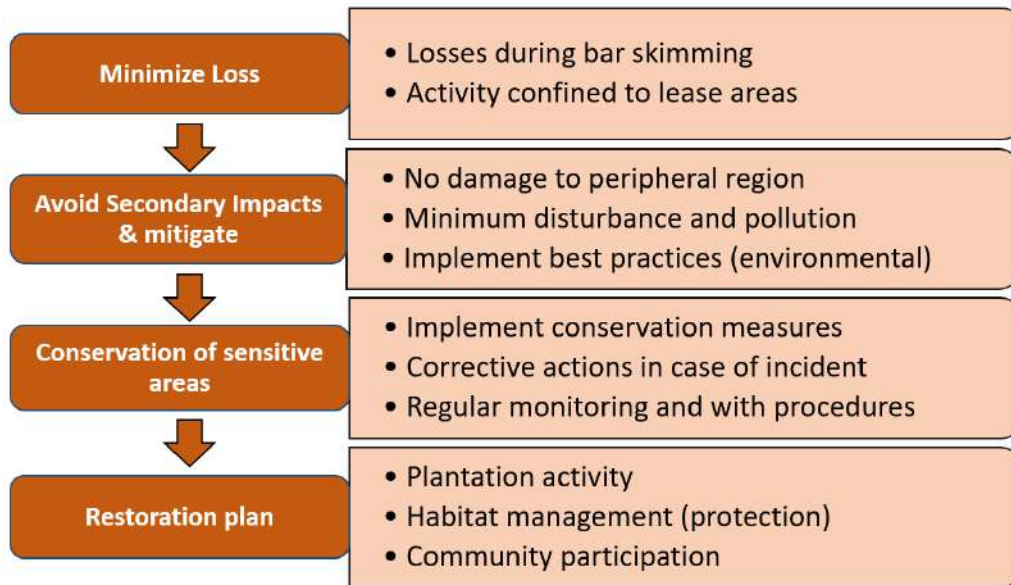 Minimize Loss
• Losses during bar skimming
• Activity confined to lease areas
Avoid Secondary Impacts
& mitigate
• No damage to peripheral region
• Minimum disturbance and pollution
• Implement best practices (environmental)
Conservation of sensitive
areas
• Implement conservation measures
• Corrective actions in case of incident
• Regular monitoring and with procedures
Restoration plan
• Plantation activity
• Habitat management (protection)
• Community participation